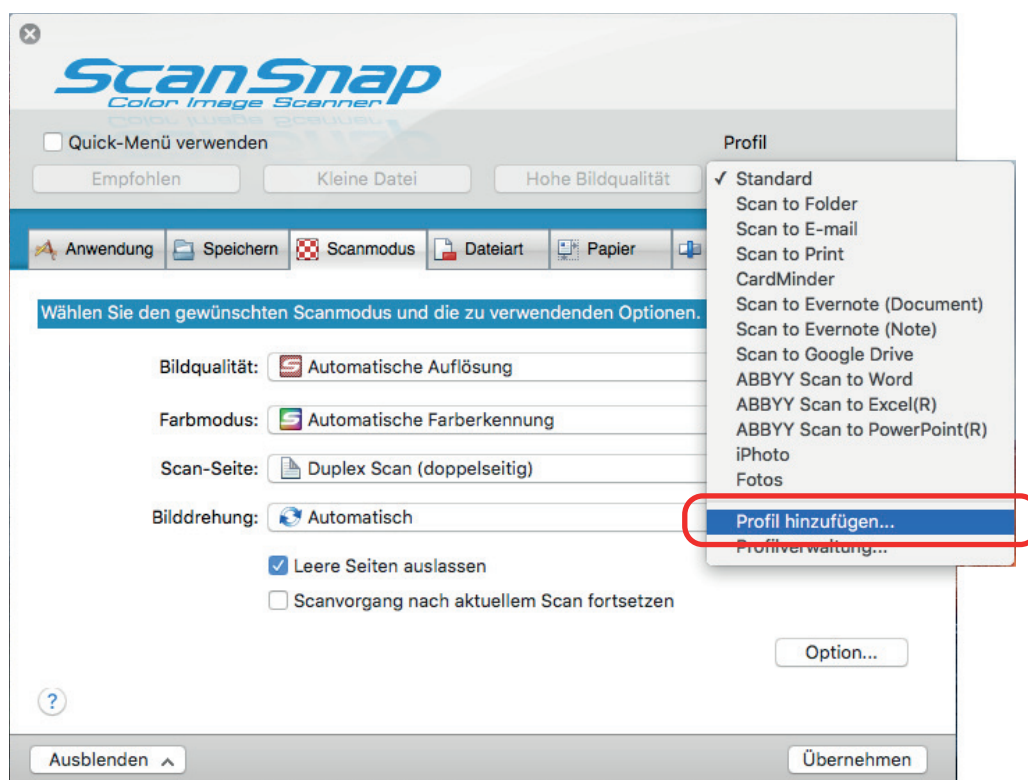 ScanSnap
Color Image Scanner
Quick-Menü verwenden
Profil
Empfohlen
Kleine Datei
Hohe Bildqualität
✓ Standard
Scan to Folder
Scan to E-mail
Scan to Print
CardMinder
Scan to Evernote (Document)
Scan to Evernote (Note)
Scan to Google Drive
ABBYY Scan to Word
ABBYY Scan to Excel(R)
ABBYY Scan to PowerPoint(R)
iPhoto
Fotos
Profil hinzufügen...
Profilverwaltung...
Anwendung
Speichern
Scanmodus
Dateiart
Papier
Wählen Sie den gewünschten Scanmodus und die zu verwendenden Optionen.
Bildqualität: Automatische Auflösung
Farbmodus: Automatische Farberkennung
Scan-Seite: Duplex Scan (doppelseitig)
Bilddrehung: Automatisch
Leere Seiten auslassen
Scanvorgang nach aktuellem Scan fortsetzen
Option...
?
Ausblenden
Übernehmen